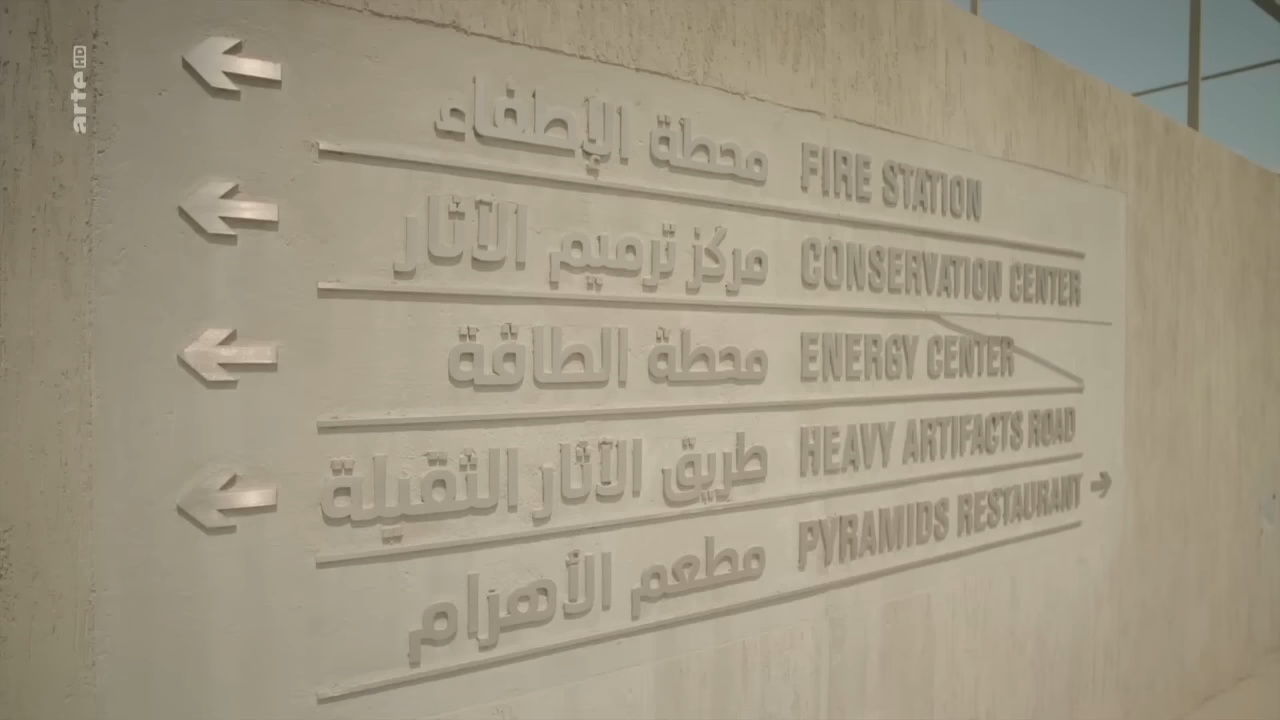 arte HD
محطة الإطفاء FIRE STATION
مركز ترميم الآثار CONSERVATION CENTER
محطة الطاقة ENERGY CENTER
طريق الآثار الثقيلة HEAVY ARTIFACTS ROAD
مطعم الأهرام PYRAMIDS RESTAURANT